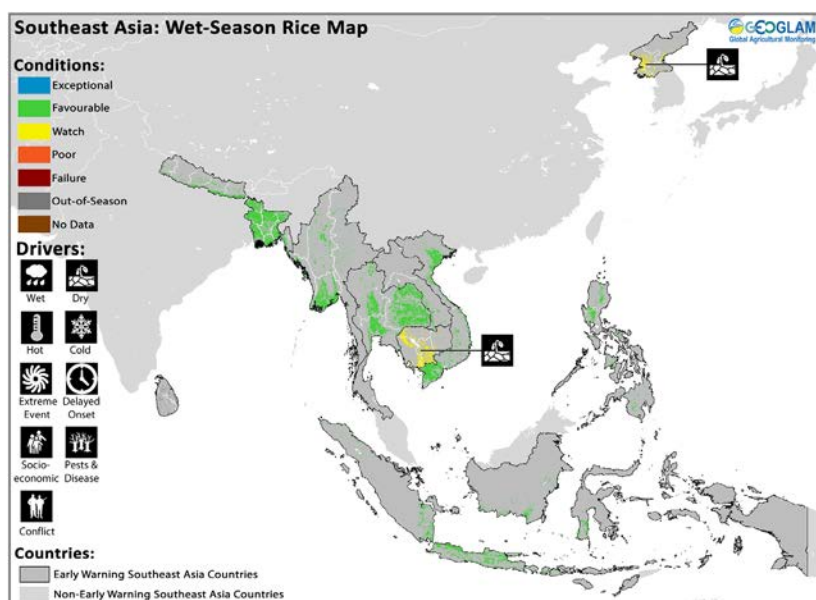 Southeast Asia: Wet-Season Rice Map
GEOGLAM
Global Agricultural Monitoring
Conditions:
Exceptional
Favourable
Watch
Poor
Failure
Out-of-Season
No Data
Drivers:
Wet
Dry
Hot
Cold
Extreme
Event
Delayed
Onset
Socio-
economic
Pests &
Disease
Conflict
Countries:
Early Warning Southeast Asia Countries
Non-Early Warning Southeast Asia Countries